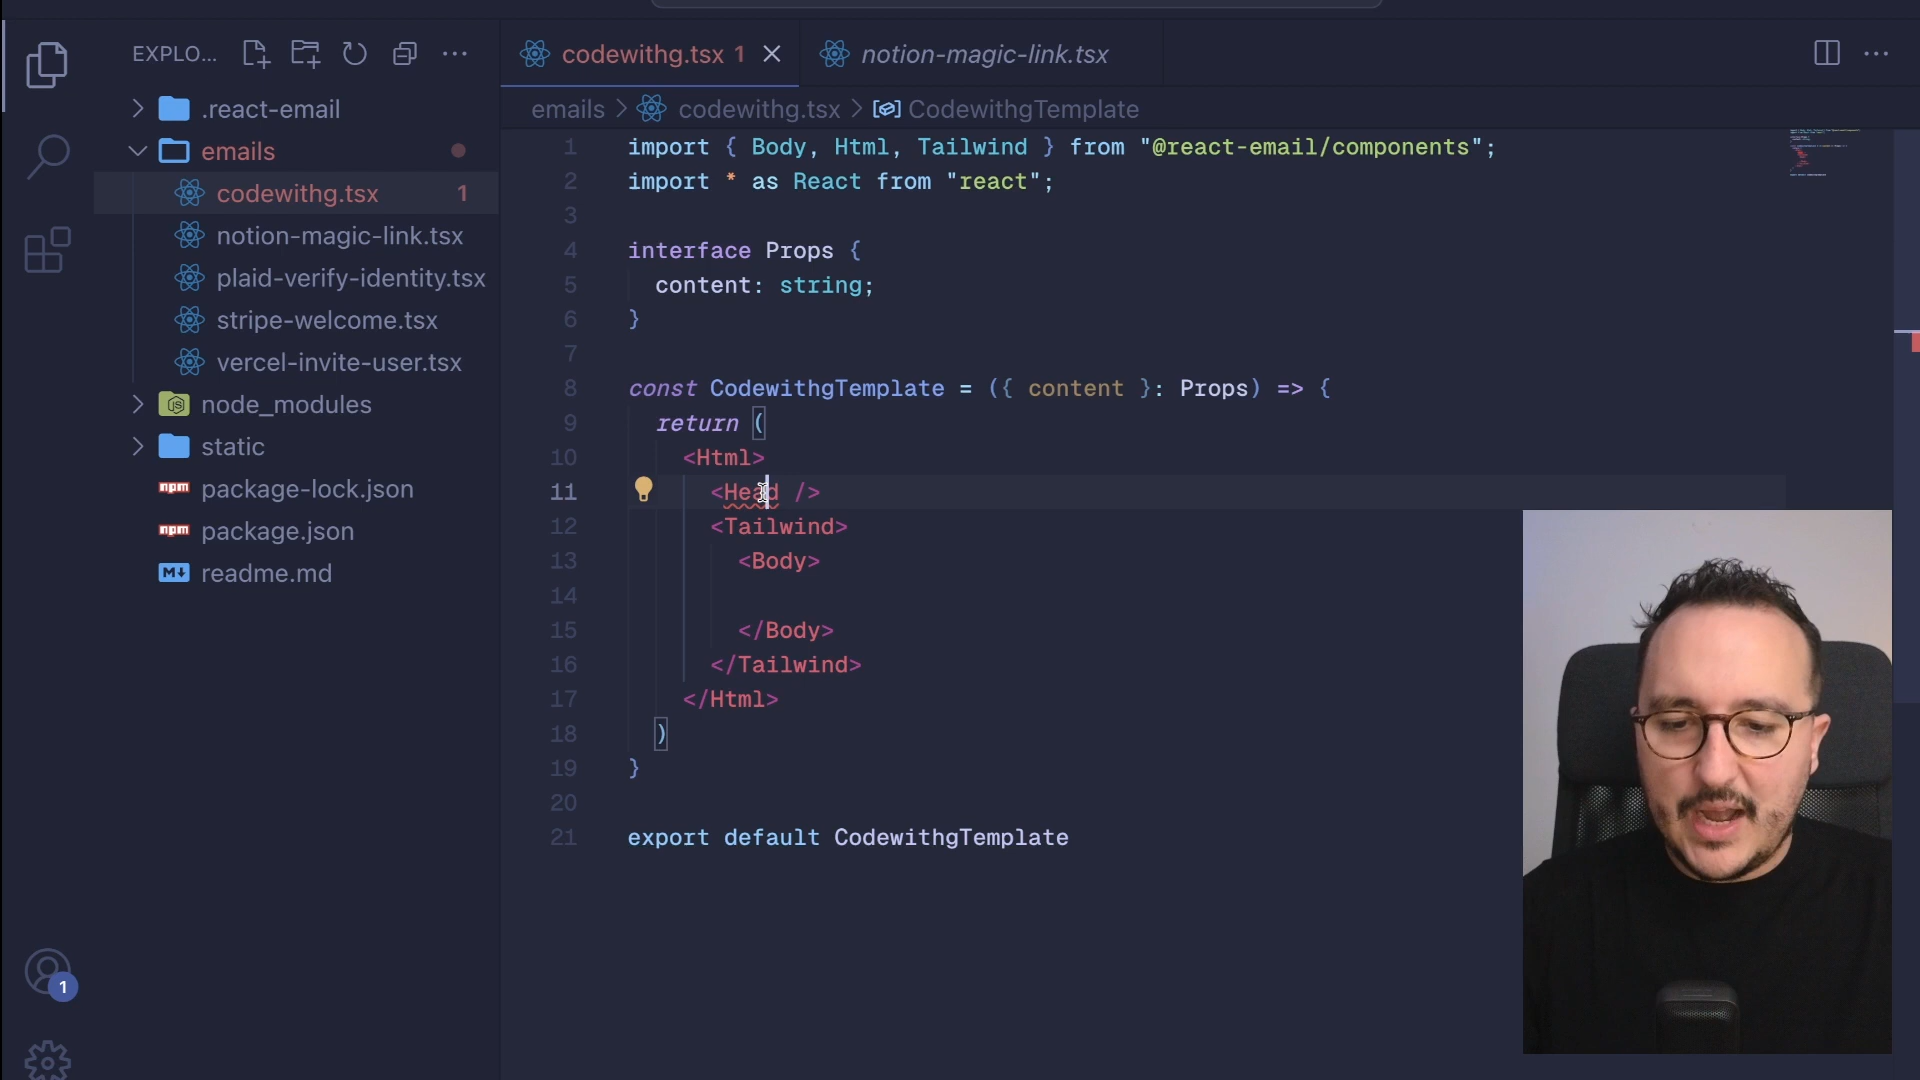 EXPLO...
.react-email
emails
codewithg.tsx 1
notion-magic-link.tsx
plaid-verify-identity.tsx
stripe-welcome.tsx
vercel-invite-user.tsx
node_modules
static
npm package-lock.json
npm package.json
M readme.md
1
codewithg.tsx 1
notion-magic-link.tsx
emails > codewithg.tsx > CodewithgTemplate
1 import { Body, Html, Tailwind } from "@react-email/components";
2 import * as React from "react";
3
4 interface Props {
5 content: string;
6 }
7
8 const CodewithgTemplate = ({ content }: Props) => {
9 return (
10 <Html>
11 <Head />
12 <Tailwind>
13 <Body>
14
15 </Body>
16 </Tailwind>
17 </Html>
18 )
19 }
20
21 export default CodewithgTemplate